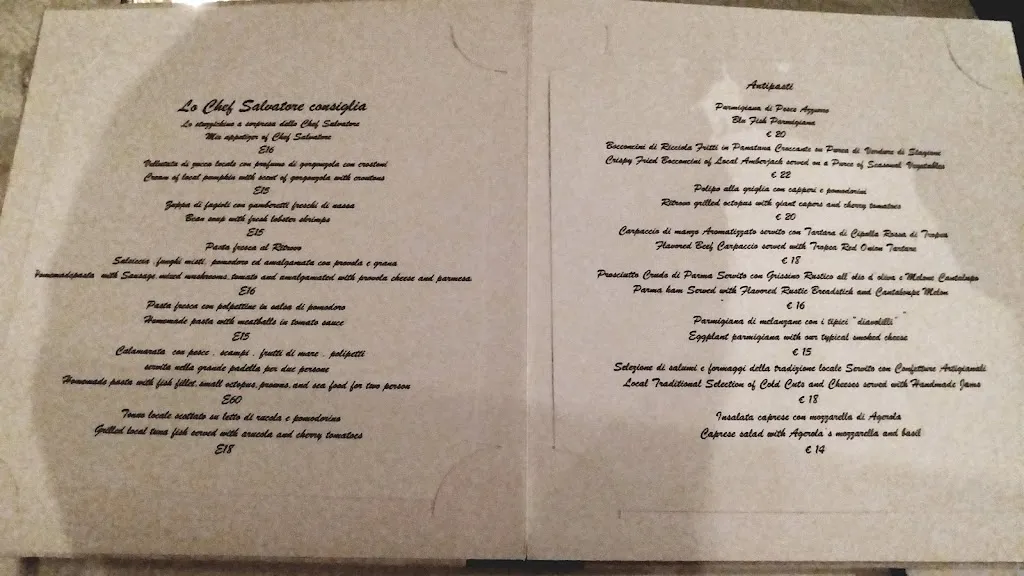 Lo Chef Salvatore consiglia
Lo stuzzichino a sorpresa dello Chef Salvatore
Mix appetizer of Chef Salvatore
E16
Vellutata di zucca locale con profumo di gorgonzola con crostoni
Cream of local pumpkin with scent of gorgonzola with croutons
E15
Zuppa di fagioli con gamberetti freschi di nassa
Bean soup with fresh lobster shrimps
E15
Pasta fresca al Ritrovo
Salsiccia , funghi misti, pomodoro ed amalgamata con provola e grana
with Sausage mixed mushrooms, tomato and amalgamated with provola cheese and parmesa
E16
Pasta fresca con polpettine in salsa di pomodoro
Homemade pasta with meatballs in tomato sauce
E15
Calamarata con pesce , scampi , frutti di mare , polipetti
servita nella grande padella per due persone
Homemade pasta with fish fillet, small octopus, prawns, and sea food for two person
E60
Tonno locale scottato su letto di rucola e pomodorino
Grilled local tuna fish served with arucola and cherry tomatoes
E18
Antipasti
Parmigiana di Pesce Azzurro
Blu Fish Parmigiana
€ 20
Bocconcini di Ricciola Fritti in Panatura Croccante su Purea di Verdure di Stagione
Crispy Fried Bocconcini of Local Amberjack served on a Puree of Seasonal Vegetables
€ 22
Polipo alla griglia con capperi e pomodorini
Ritrovo grilled octopus with giant capers and cherry tomatoes
€ 20
Carpaccio di manzo Aromatizzato servito con Tartara di Cipolla Rossa di Tropea
Flavored Beef Carpaccio served with Tropea Red Onion Tartare
€ 18
Prosciutto Crudo di Parma Servito con Grissino Rustico all'olio d'oliva e Melone Cantalupo
Parma ham Served with Flavored Rustic Breadstick and Cantaloupe Melon
€ 16
Parmigiana di melanzane con i tipici "diavolilli"
Eggplant parmigiana with our typical smoked cheese
€ 15
Selezione di salumi e formaggi della tradizione locale Servito con Confetture Artigianali
Local Traditional Selection of Cold Cuts and Cheeses served with Handmade Jams
€ 18
Insalata caprese con mozzarella di Agerola
Caprese salad with Agerola's mozzarella and basil
€ 14